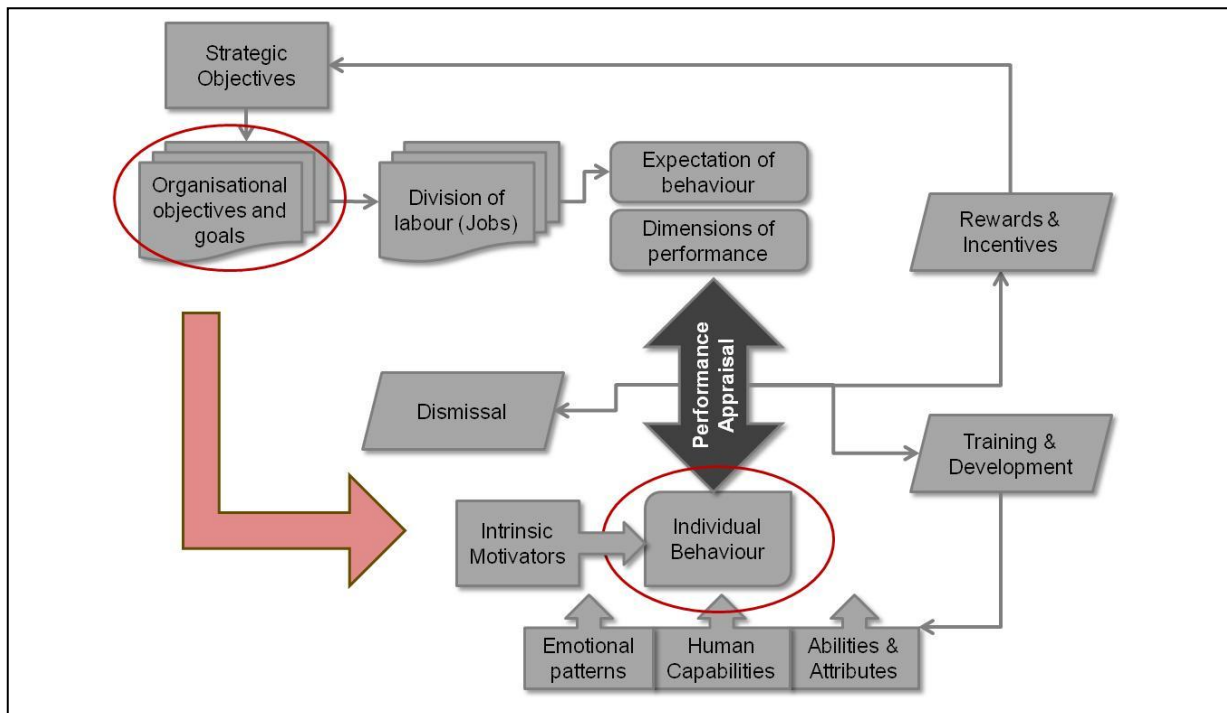 Strategic
Objectives
Organisational
objectives and
goals
Division of
labour (Jobs)
Expectation of
behaviour
Dimensions of
performance
Rewards &
Incentives
Performance
Appraisal
Dismissal
Training &
Development
Intrinsic
Motivators
Individual
Behaviour
Emotional
patterns
Human
Capabilities
Abilities &
Attributes